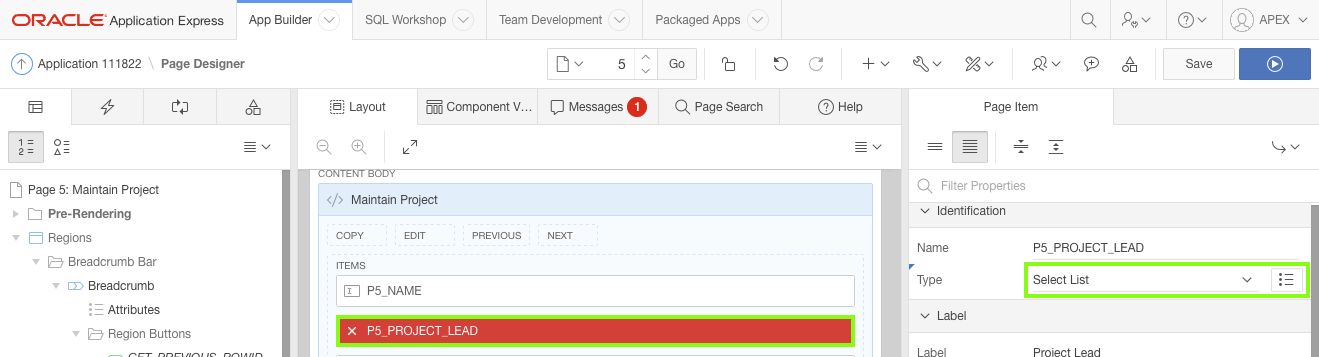 ORACLE Application Express App Builder SQL Workshop Team Development Packaged Apps APEX
Application 111822 \ Page Designer 5 Go Save
Layout Component V... Messages 1 Page Search Help Page Item
1 =
2 =
Page 5: Maintain Project
Pre-Rendering
Regions
Breadcrumb Bar
Breadcrumb
Attributes
Region Buttons
GET_PREVIOUS_ROWID
CONTENT BODY
Maintain Project
COPY EDIT PREVIOUS NEXT
ITEMS
P5_NAME
P5_PROJECT_LEAD
Filter Properties
Identification
Name P5_PROJECT_LEAD
Type Select List
Label
Label Project Lead